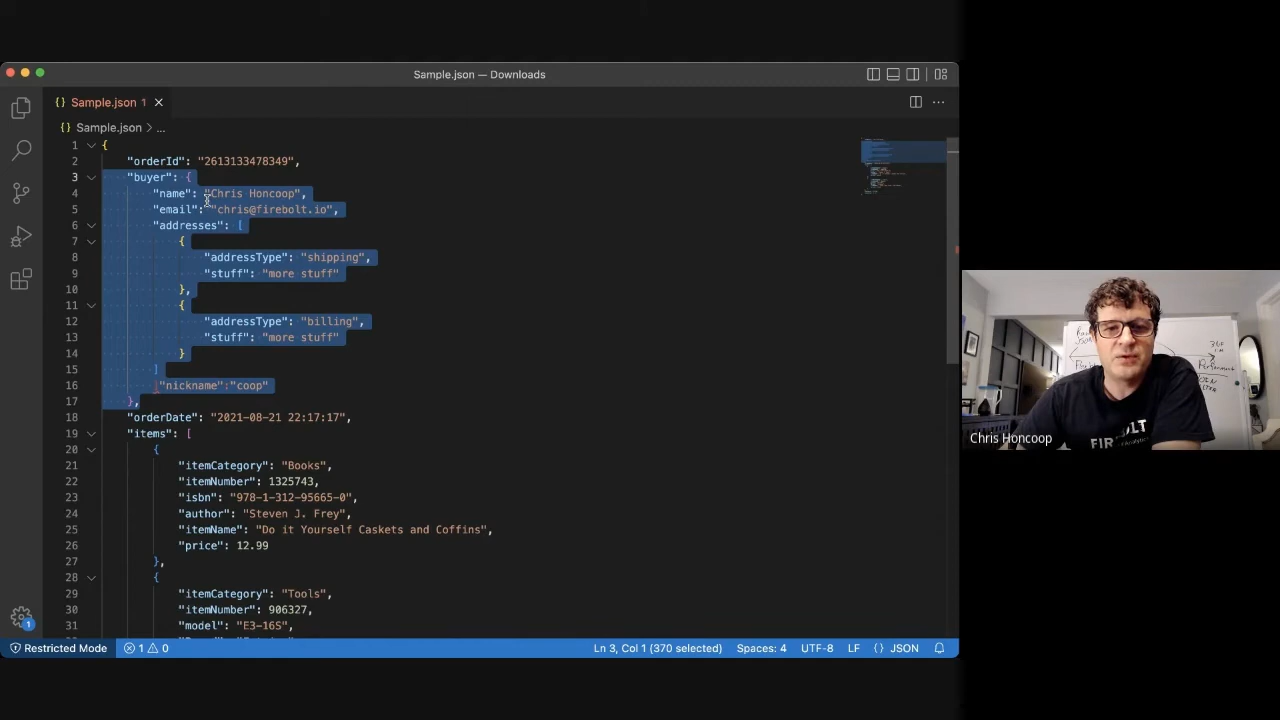 Sample.json — Downloads
{} Sample.json 1 ×
{} Sample.json > ...
1 {
2 "orderId": "2613133478349",
3 "buyer": {
4 "name": "Chris Honcoop",
5 "email": "chris@firebolt.io",
6 "addresses": [
7 {
8 "addressType": "shipping",
9 "stuff": "more stuff"
10 },
11 {
12 "addressType": "billing",
13 "stuff": "more stuff"
14 }
15 ]
16 "nickname":"coop"
17 },
18 "orderDate": "2021-08-21 22:17:17",
19 "items": [
20 {
21 "itemCategory": "Books",
22 "itemNumber": 1325743,
23 "isbn": "978-1-312-95665-0",
24 "author": "Steven J. Frey",
25 "itemName": "Do it Yourself Caskets and Coffins",
26 "price": 12.99
27 },
28 {
29 "itemCategory": "Tools",
30 "itemNumber": 906327,
31 "model": "E3-16S",
1
Restricted Mode 1 0 Ln 3, Col 1 (370 selected) Spaces: 4 UTF-8 LF {} JSON
JSON
Chris Honcoop